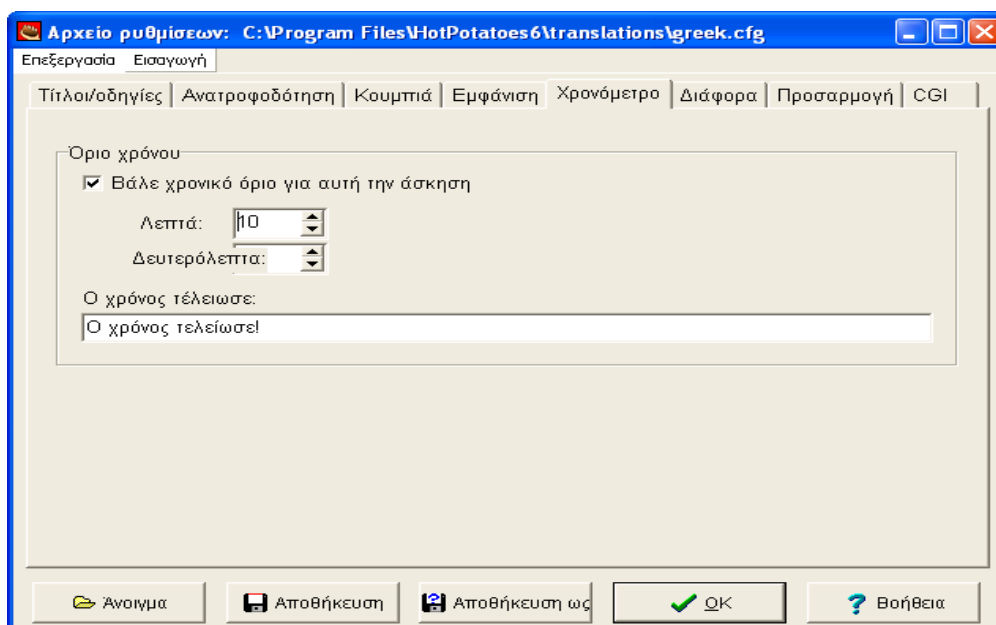 Αρχείο ρυθμίσεων: C:\Program Files\HotPotatoes6\translations\greek.cfg
Επεξεργασία Εισαγωγή
Τίτλοι/οδηγίες Ανατροφοδότηση Κουμπιά Εμφάνιση Χρονόμετρο Διάφορα Προσαρμογή CGI
Όριο χρόνου
Βάλε χρονικό όριο για αυτή την άσκηση
Λεπτά: 10
Δευτερόλεπτα:
Ο χρόνος τέλειωσε:
Ο χρόνος τελείωσε!
Άνοιγμα Αποθήκευση Αποθήκευση ως OK Βοήθεια